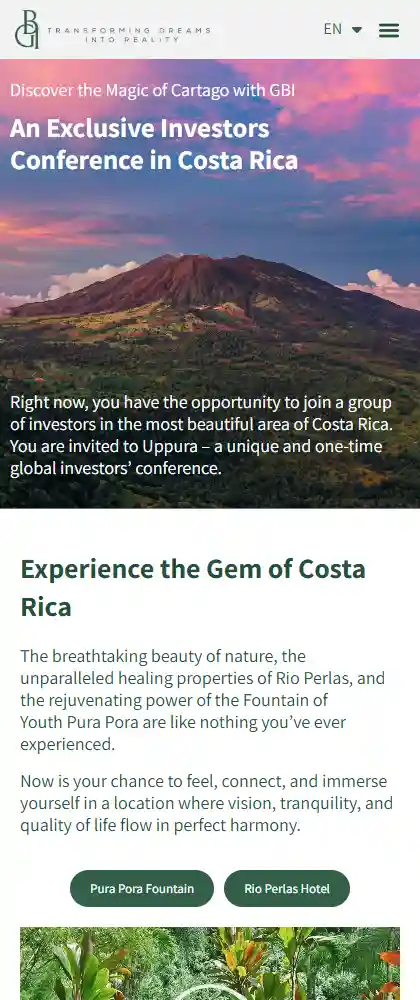 GBI
TRANSFORMING DREAMS
INTO REALITY
EN
Discover the Magic of Cartago with GBI
An Exclusive Investors
Conference in Costa Rica
Right now, you have the opportunity to join a group
of investors in the most beautiful area of Costa Rica.
You are invited to Uppura – a unique and one-time
global investors’ conference.
Experience the Gem of Costa
Rica
The breathtaking beauty of nature, the
unparalleled healing properties of Rio Perlas, and
the rejuvenating power of the Fountain of
Youth Pura Pora are like nothing you’ve ever
experienced.
Now is your chance to feel, connect, and immerse
yourself in a location where vision, tranquility, and
quality of life flow in perfect harmony.
Pura Pora Fountain
Rio Perlas Hotel